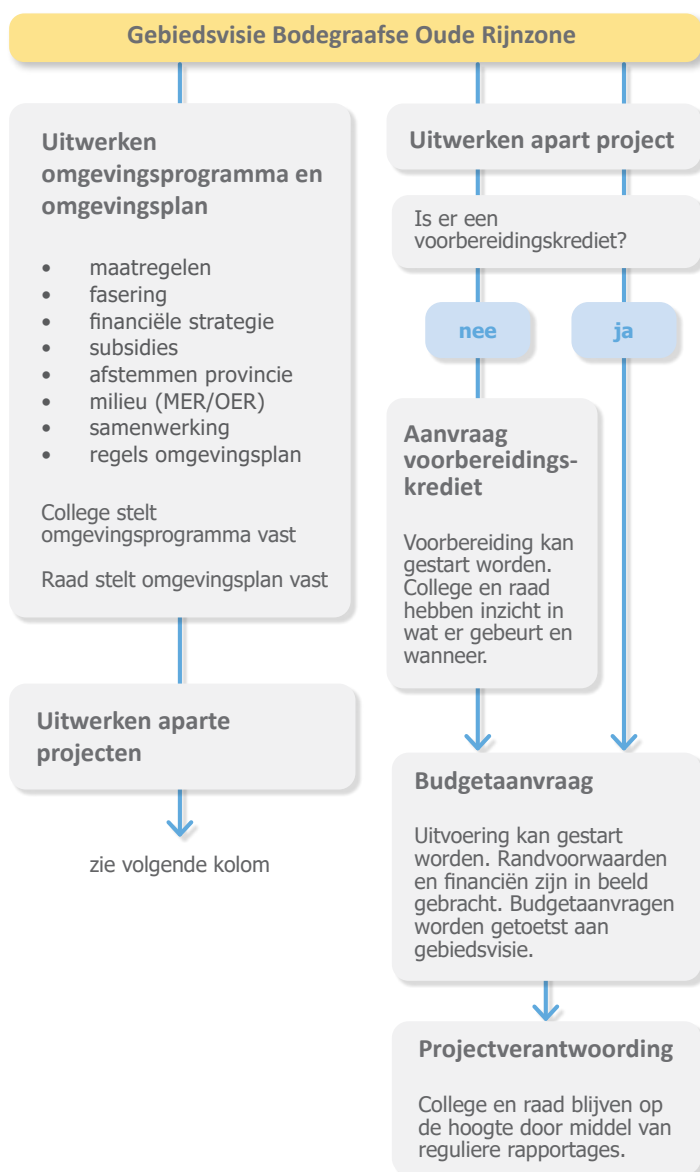 Gebiedsvisie Bodegraafse Oude Rijnzone
Uitwerken
omgevingsprogramma en
omgevingsplan
• maatregelen
• fasering
• financiële strategie
• subsidies
• afstemmen provincie
• milieu (MER/OER)
• samenwerking
• regels omgevingsplan
College stelt
omgevingsprogramma vast
Raad stelt omgevingsplan vast
Uitwerken aparte
projecten
zie volgende kolom
Uitwerken apart project
Is er een
voorbereidingskrediet?
nee
ja
Aanvraag
voorbereidings-
krediet
Voorbereiding kan
gestart worden.
College en raad
hebben inzicht in
wat er gebeurt en
wanneer.
Budgetaanvraag
Uitvoering kan gestart
worden. Randvoorwaarden
en financiën zijn in beeld
gebracht. Budgetaanvragen
worden getoetst aan
gebiedsvisie.
Projectverantwoording
College en raad blijven op
de hoogte door middel van
reguliere rapportages.